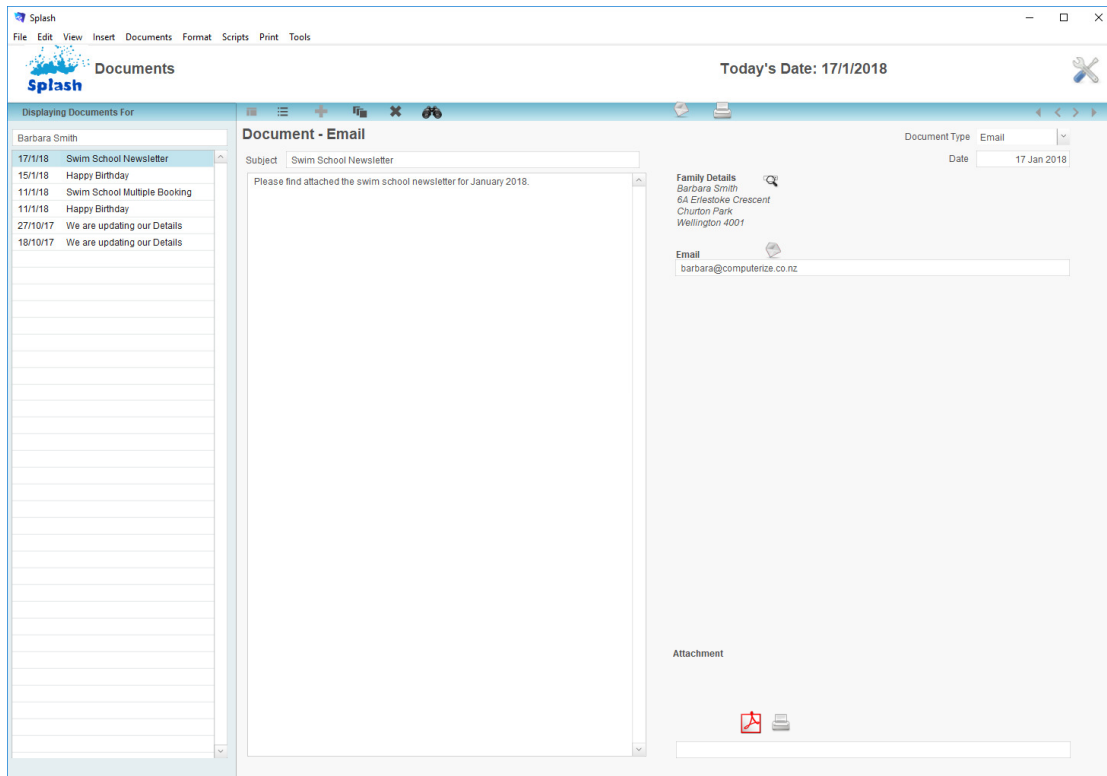 Splash
File Edit View Insert Documents Format Scripts Print Tools
Splash
Documents
Today's Date: 17/1/2018
Displaying Documents For
Barbara Smith
17/1/18 Swim School Newsletter
15/1/18 Happy Birthday
11/1/18 Swim School Multiple Booking
11/1/18 Happy Birthday
27/10/17 We are updating our Details
18/10/17 We are updating our Details
Document - Email
Document Type Email
Subject Swim School Newsletter
Date 17 Jan 2018
Please find attached the swim school newsletter for January 2018.
Family Details
Barbara Smith
6A Erlestoke Crescent
Churton Park
Wellington 4001
Email
barbara@computerize.co.nz
Attachment